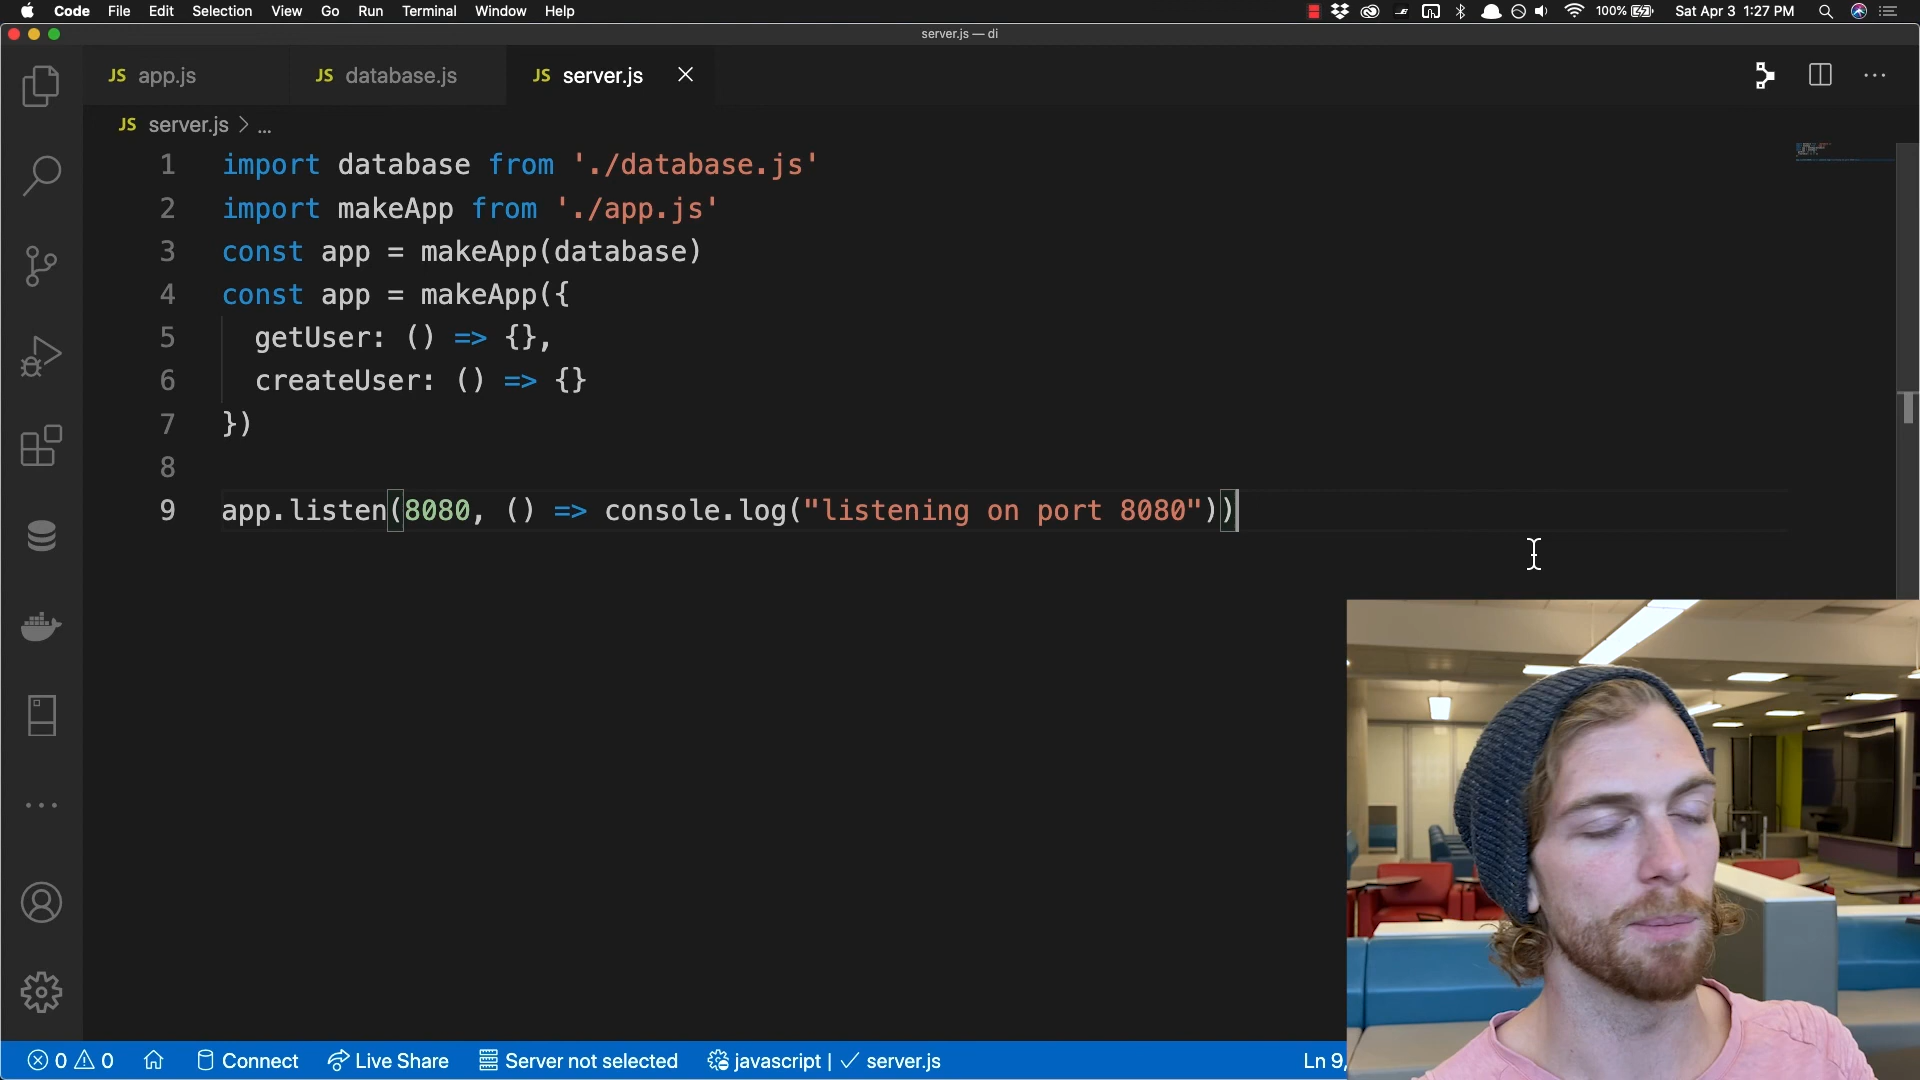 Code File Edit Selection View Go Run Terminal Window Help 100% Sat Apr 3 1:27 PM
server.js — di
JS app.js JS database.js JS server.js
JS server.js > ...
1 import database from './database.js'
2 import makeApp from './app.js'
3 const app = makeApp(database)
4 const app = makeApp({
5 getUser: () => {},
6 createUser: () => {}
7 })
8
9 app.listen(8080, () => console.log("listening on port 8080"))
0 0 Connect Live Share Server not selected javascript | ✓ server.js Ln 9,